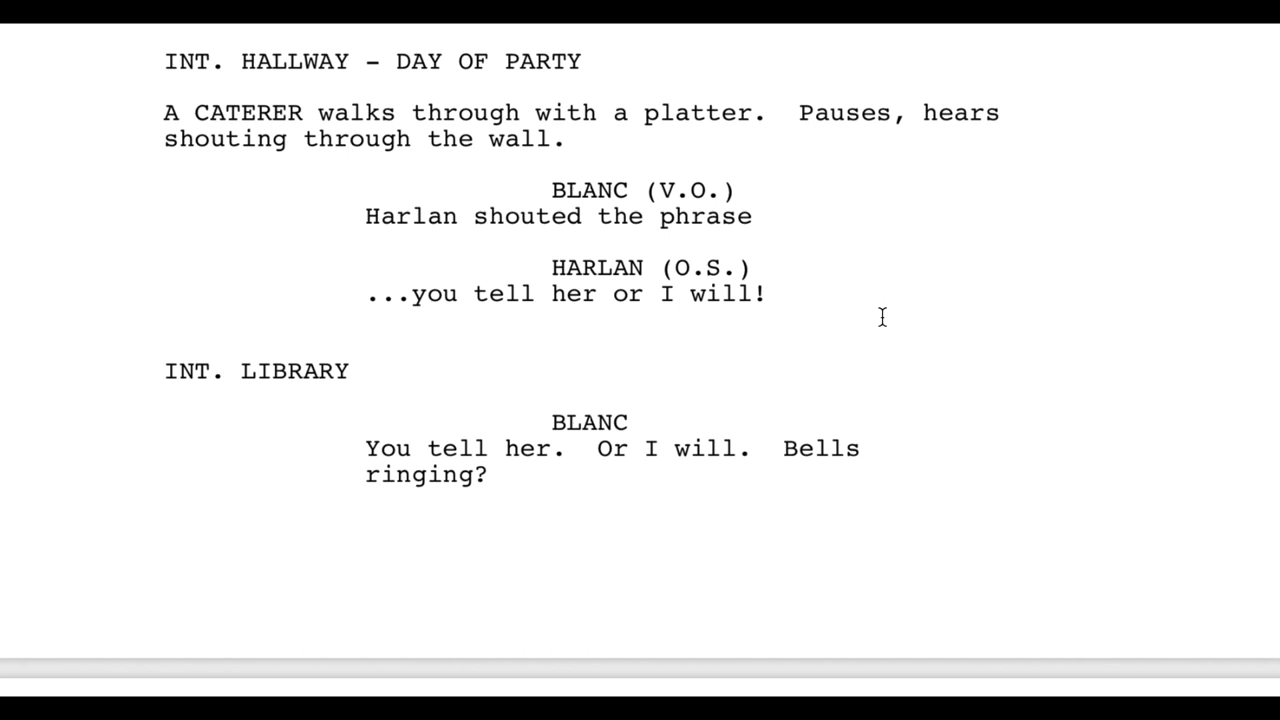 INT. HALLWAY – DAY OF PARTY
A CATERER walks through with a platter.  Pauses, hears
shouting through the wall.
BLANC (V.O.)
Harlan shouted the phrase
HARLAN (O.S.)
...you tell her or I will!
INT. LIBRARY
BLANC
You tell her.  Or I will.  Bells
ringing?